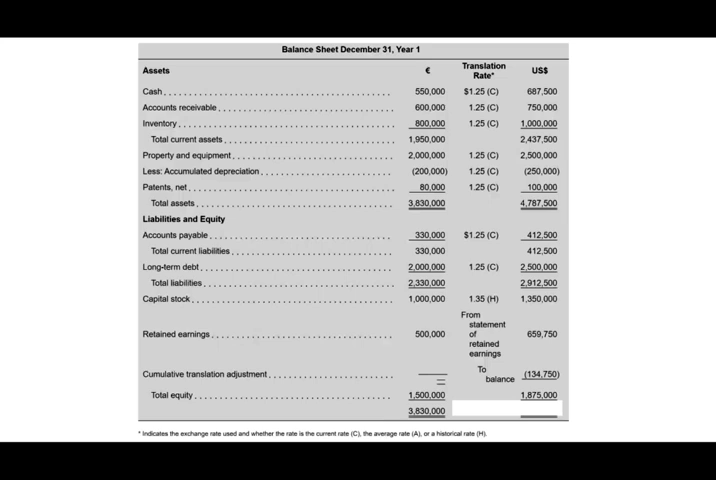 Balance Sheet December 31, Year 1
Assets € Translation Rate* US$
Cash 550,000 $1.25 (C) 687,500
Accounts receivable 600,000 1.25 (C) 750,000
Inventory 800,000 1.25 (C) 1,000,000
Total current assets 1,950,000 2,437,500
Property and equipment 2,000,000 1.25 (C) 2,500,000
Less: Accumulated depreciation (200,000) 1.25 (C) (250,000)
Patents, net 80,000 1.25 (C) 100,000
Total assets 3,830,000 4,787,500
Liabilities and Equity
Accounts payable 330,000 $1.25 (C) 412,500
Total current liabilities 330,000 412,500
Long-term debt 2,000,000 1.25 (C) 2,500,000
Total liabilities 2,330,000 2,912,500
Capital stock 1,000,000 1.35 (H) 1,350,000
Retained earnings 500,000 From statement of retained earnings 659,750
Cumulative translation adjustment To balance (134,750)
Total equity 1,500,000 1,875,000
3,830,000
* Indicates the exchange rate used and whether the rate is the current rate (C), the average rate (A), or a historical rate (H).